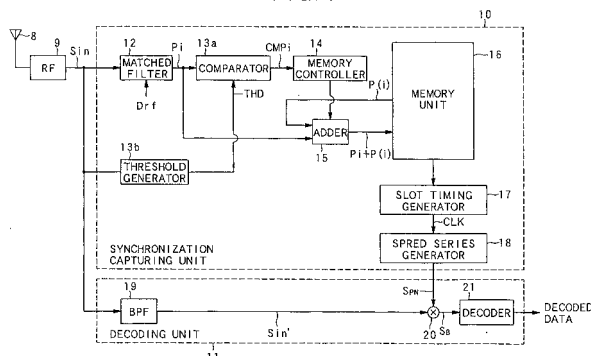 10
8
9
Sin
12
Pi
13a
CMPi
14
16
RF
MATCHED
FILTER
COMPARATOR
MEMORY
CONTROLLER
P(i)
MEMORY
UNIT
THD
Drf
ADDER
13b
15
Pi+P(i)
THRESHOLD
GENERATOR
SLOT TIMING
GENERATOR
17
CLK
SYNCHRONIZATION
CAPTURING UNIT
SPRED SERIES
GENERATOR
18
19
SPN
21
BPF
DECODER
DECODED
DATA
DECODING UNIT
Sin'
20
Sa
11